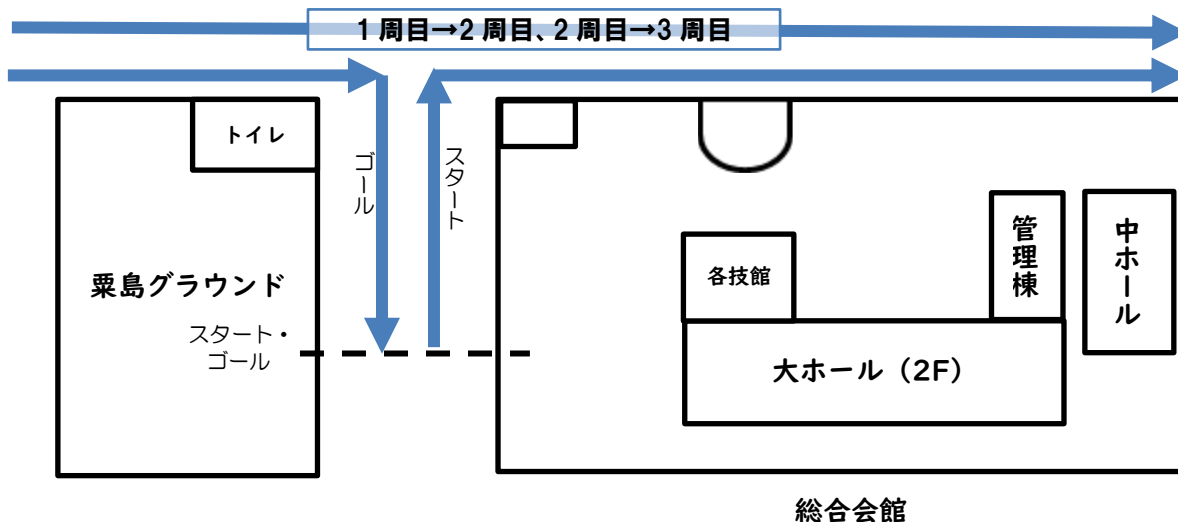 1周目→2周目、2周目→3周目
トイレ
ゴール
スタート
粟島グラウンド
スタート・
ゴール
各技館
管理棟
中ホール
大ホール（2F）
総合会館